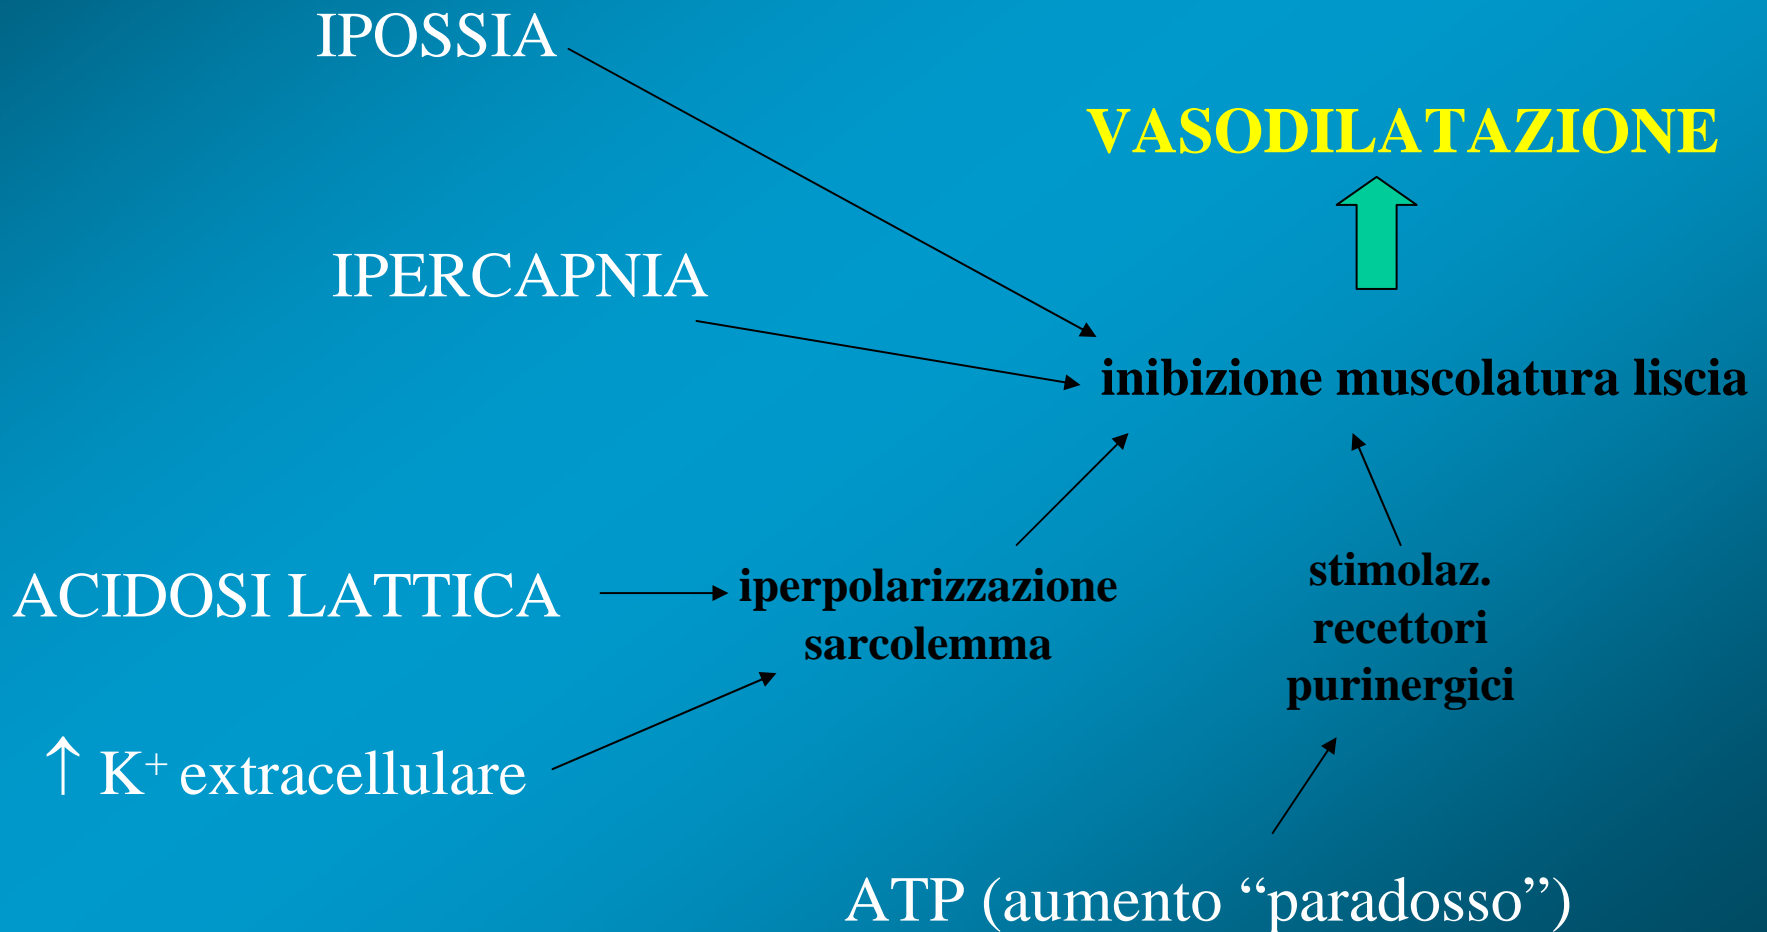 IPOSSIA
VASODILATAZIONE
IPERCAPNIA
inibizione muscolatura liscia
ACIDOSI LATTICA
iperpolarizzazione
sarcolemma
stimolaz.
recettori
purinergici
↑ K⁺ extracellulare
ATP (aumento “paradosso”)